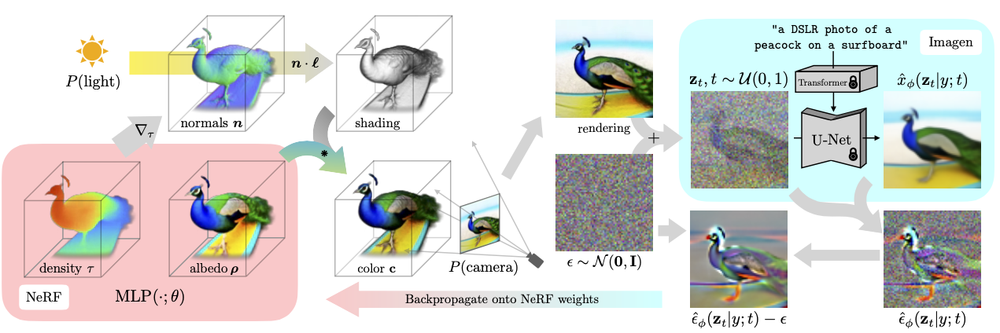 P(light)
n · ℓ
normals n
shading
∇τ
*
density τ
albedo ρ
NeRF
MLP(·; θ)
color c
P(camera)
rendering
+
ϵ ∼ 𝒩(0, I)
"a DSLR photo of a
peacock on a surfboard"
Imagen
z_t, t ∼ 𝒰(0, 1)
Transformer
x̂_ϕ(z_t|y; t)
U-Net
Backpropagate onto NeRF weights
ϵ̂_ϕ(z_t|y; t) − ϵ
ϵ̂_ϕ(z_t|y; t)